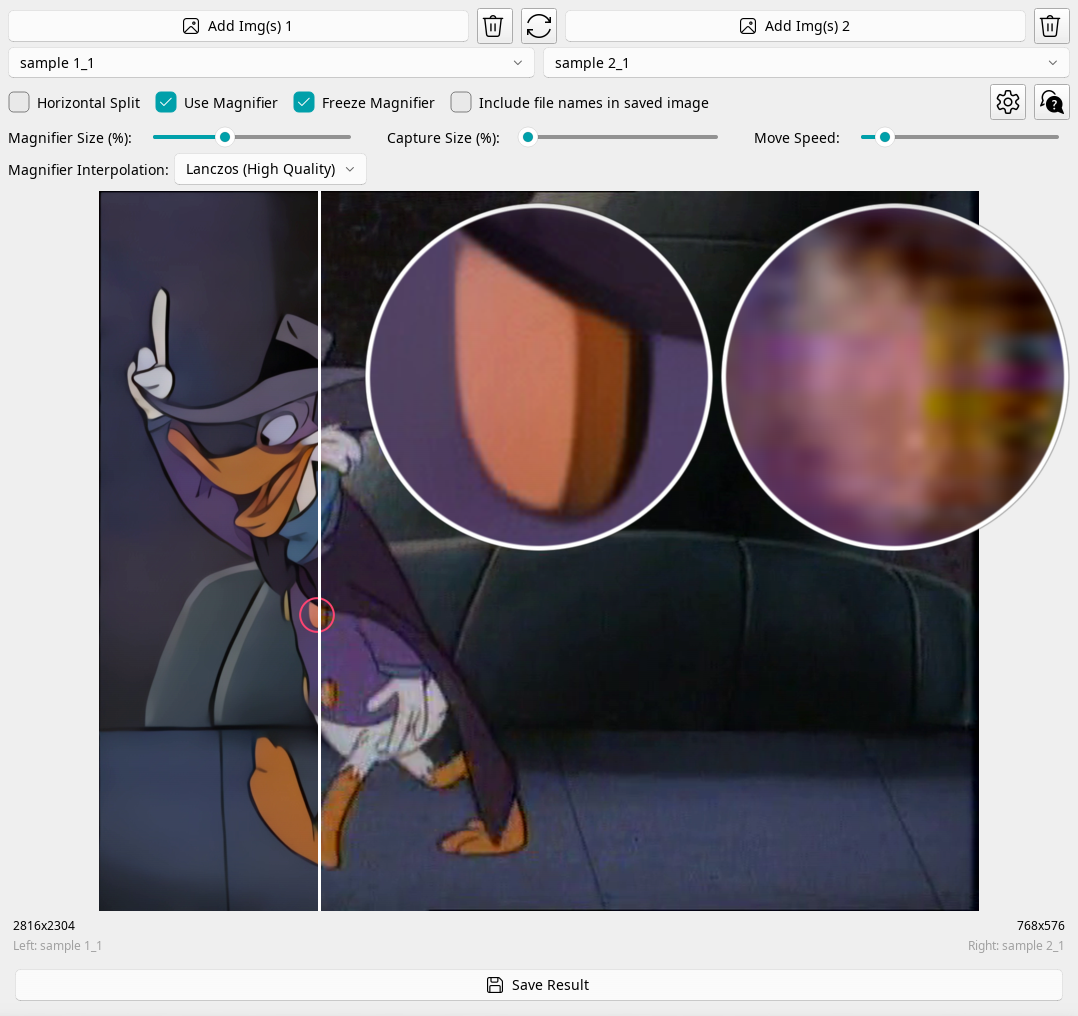 Add Img(s) 1
Add Img(s) 2
sample 1_1
sample 2_1
Horizontal Split
Use Magnifier
Freeze Magnifier
Include file names in saved image
Magnifier Size (%):
Capture Size (%):
Move Speed:
Magnifier Interpolation:
Lanczos (High Quality)
2816x2304
768x576
Left: sample 1_1
Right: sample 2_1
Save Result